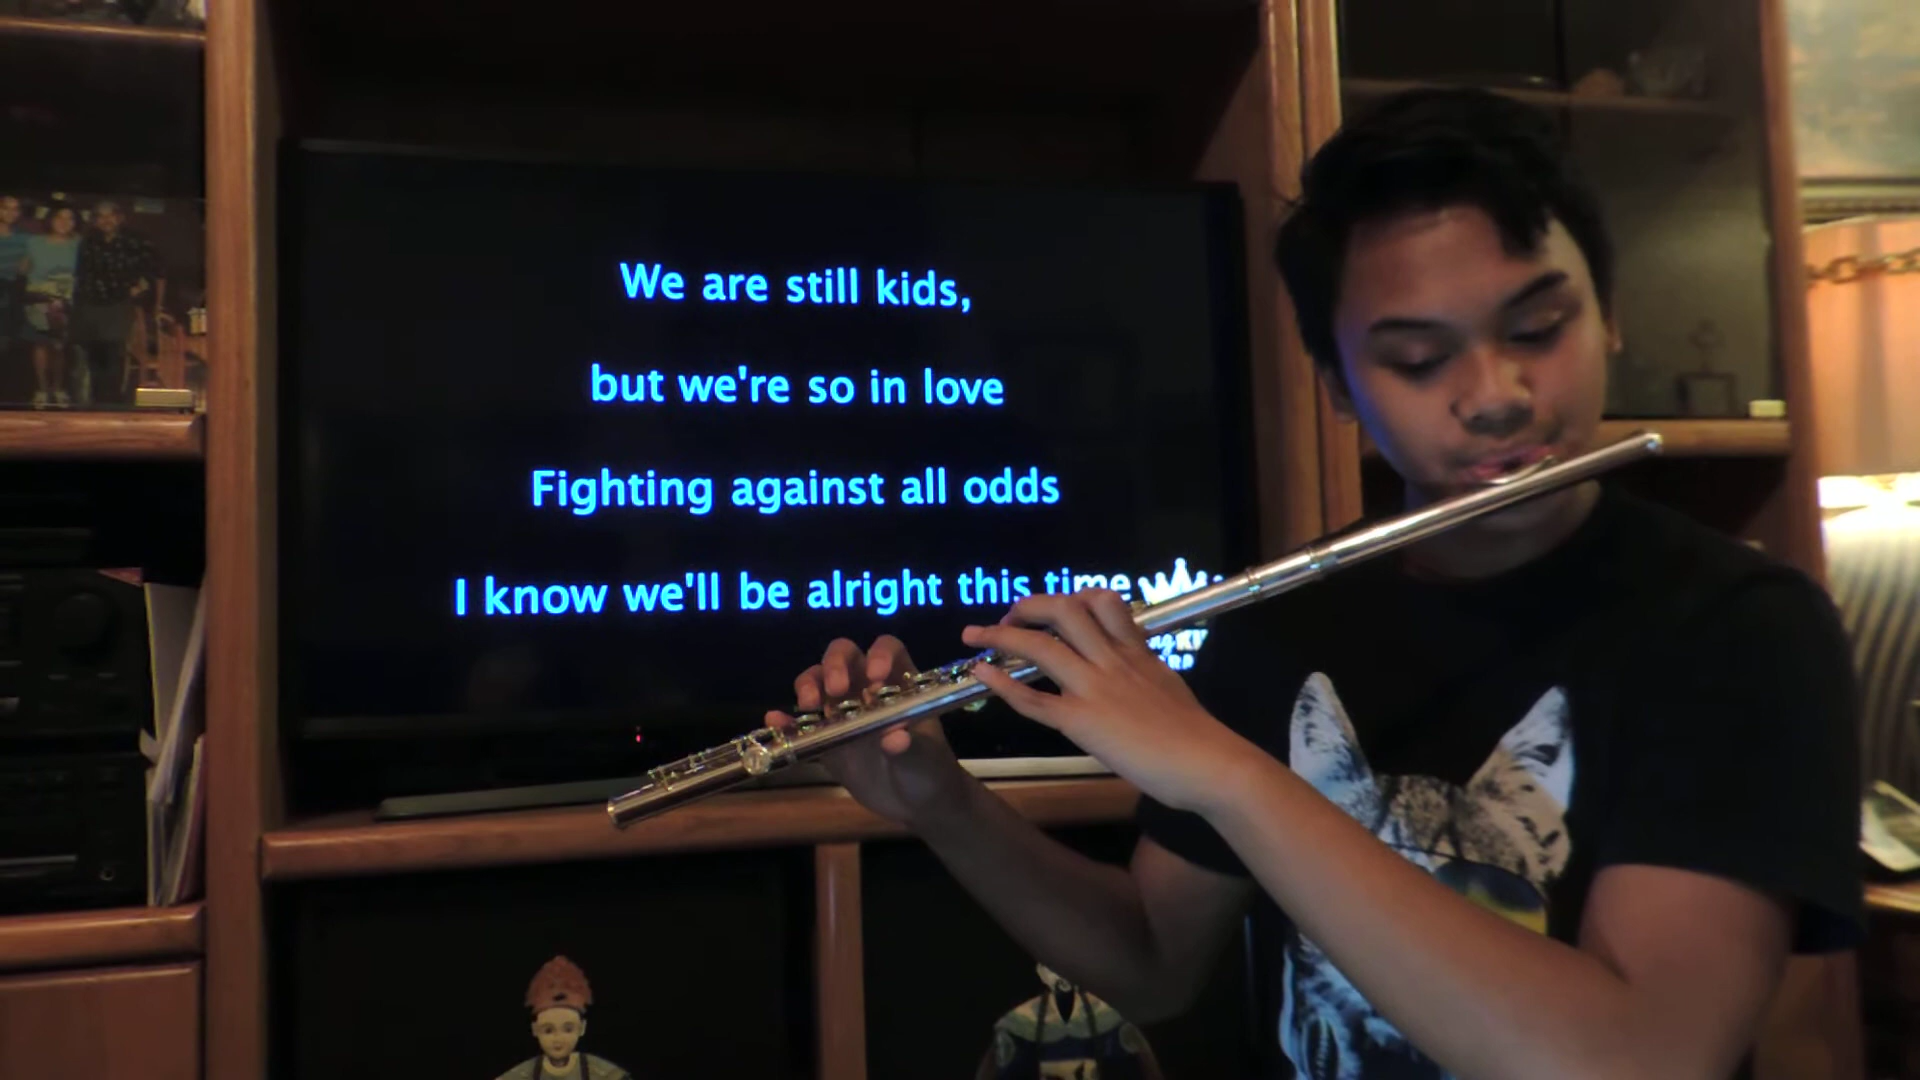 We are still kids,
but we're so in love
Fighting against all odds
I know we'll be alright this time